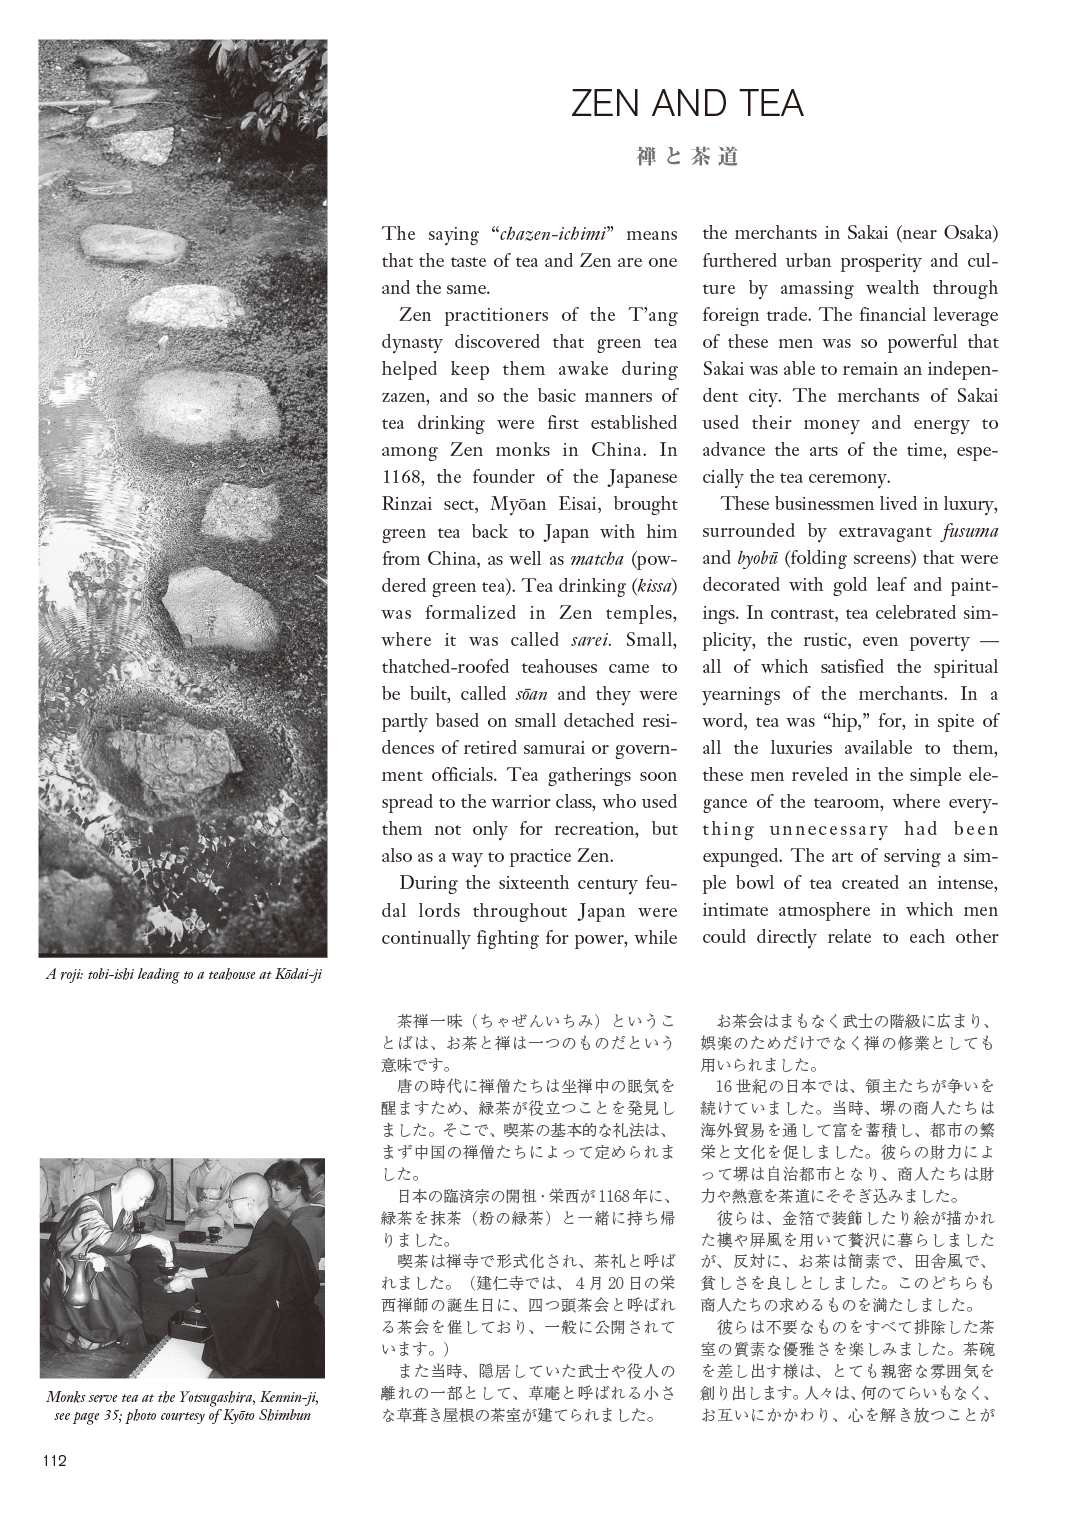 ZEN AND TEA
禅と茶道
The saying “chazen-ichimi” means
that the taste of tea and Zen are one
and the same.
Zen practitioners of the T’ang
dynasty discovered that green tea
helped keep them awake during
zazen, and so the basic manners of
tea drinking were first established
among Zen monks in China. In
1168, the founder of the Japanese
Rinzai sect, Myōan Eisai, brought
green tea back to Japan with him
from China, as well as matcha (pow-
dered green tea). Tea drinking (kissa)
was formalized in Zen temples,
where it was called sarei. Small,
thatched-roofed teahouses came to
be built, called sōan and they were
partly based on small detached resi-
dences of retired samurai or govern-
ment officials. Tea gatherings soon
spread to the warrior class, who used
them not only for recreation, but
also as a way to practice Zen.
During the sixteenth century feu-
dal lords throughout Japan were
continually fighting for power, while
the merchants in Sakai (near Osaka)
furthered urban prosperity and cul-
ture by amassing wealth through
foreign trade. The financial leverage
of these men was so powerful that
Sakai was able to remain an indepen-
dent city. The merchants of Sakai
used their money and energy to
advance the arts of the time, espe-
cially the tea ceremony.
These businessmen lived in luxury,
surrounded by extravagant fusuma
and byobū (folding screens) that were
decorated with gold leaf and paint-
ings. In contrast, tea celebrated sim-
plicity, the rustic, even poverty —
all of which satisfied the spiritual
yearnings of the merchants. In a
word, tea was “hip,” for, in spite of
all the luxuries available to them,
these men reveled in the simple ele-
gance of the tearoom, where every-
thing unnecessary had been
expunged. The art of serving a sim-
ple bowl of tea created an intense,
intimate atmosphere in which men
could directly relate to each other
A roji: tobi-ishi leading to a teahouse at Kōdai-ji
茶禅一味（ちゃぜんいちみ）というこ
とばは、お茶と禅は一つのものだという
意味です。
唐の時代に禅僧たちは坐禅中の眠気を
醒ますため、緑茶が役立つことを発見し
ました。そこで、喫茶の基本的な礼法は、
まず中国の禅僧たちによって定められま
した。
日本の臨済宗の開祖・栄西が1168年に、
緑茶を抹茶（粉の緑茶）と一緒に持ち帰
りました。
喫茶は禅寺で形式化され、茶礼と呼ば
れました。（建仁寺では、４月20日の栄
西禅師の誕生日に、四つ頭茶会と呼ばれ
る茶会を催しており、一般に公開されて
います。）
また当時、隠居していた武士や役人の
離れの一部として、草庵と呼ばれる小さ
な草葺き屋根の茶室が建てられました。
お茶会はまもなく武士の階級に広まり、
娯楽のためだけでなく禅の修業としても
用いられました。
16世紀の日本では、領主たちが争いを
続けていました。当時、堺の商人たちは
海外貿易を通して富を蓄積し、都市の繁
栄と文化を促しました。彼らの財力によ
って堺は自治都市となり、商人たちは財
力や熱意を茶道にそそぎ込みました。
彼らは、金箔で装飾したり絵が描かれ
た襖や屏風を用いて贅沢に暮らしました
が、反対に、お茶は簡素で、田舎風で、
貧しさを良しとしました。このどちらも
商人たちの求めるものを満たしました。
彼らは不要なものをすべて排除した茶
室の質素な優雅さを楽しみました。茶碗
を差し出す様は、とても親密な雰囲気を
創り出します。人々は、何のてらいもなく、
お互いにかかわり、心を解き放つことが
Monks serve tea at the Yotsugashira, Kennin-ji,
see page 35; photo courtesy of Kyōto Shimbun
112